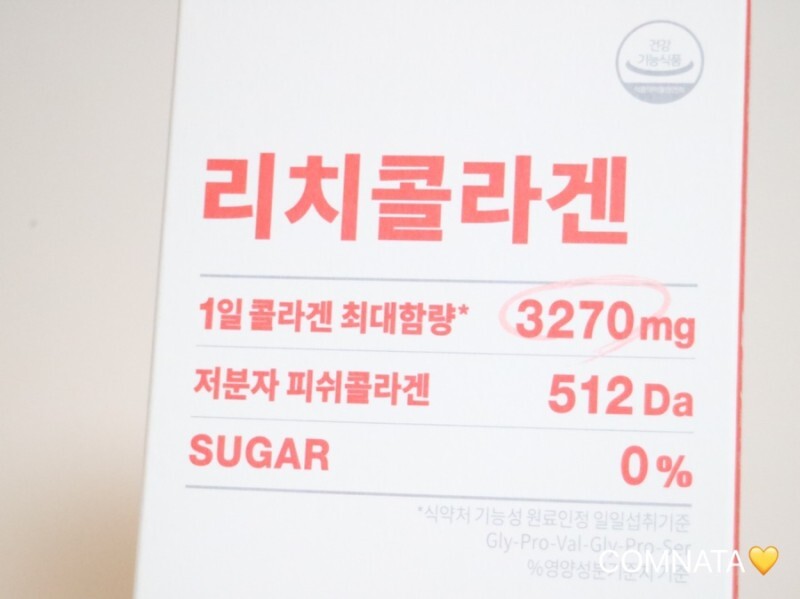 건강
기능식품
리치콜라겐
1일 콜라겐 최대함량* 3270mg
저분자 피쉬콜라겐 512 Da
SUGAR 0%
*식약처 기능성 원료인정 일일섭취기준
Gly-Pro-Val-Gly-Pro-Ser
%영양성분기준치 기준
COMNATA💛